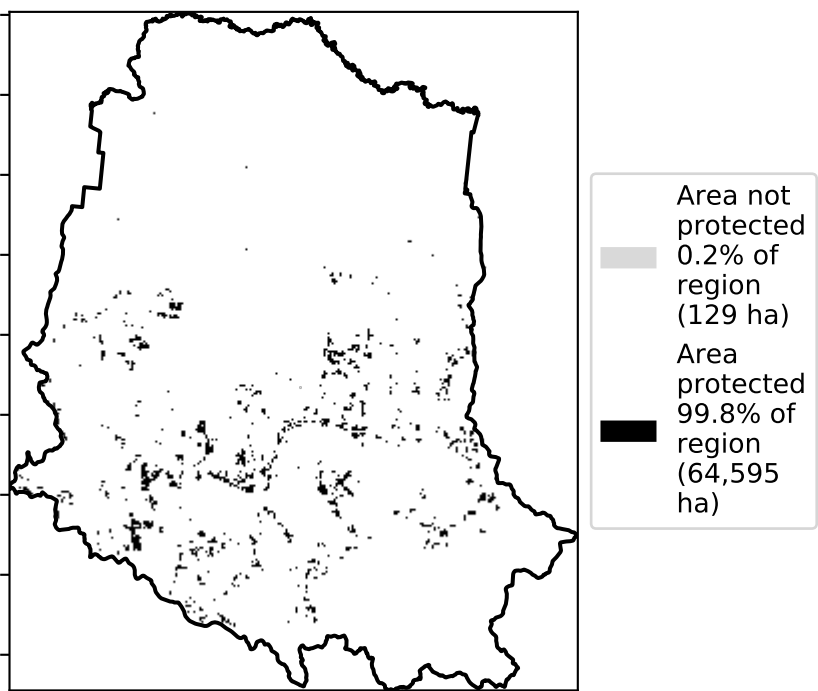 Area not
protected
0.2% of
region
(129 ha)
Area
protected
99.8% of
region
(64,595
ha)